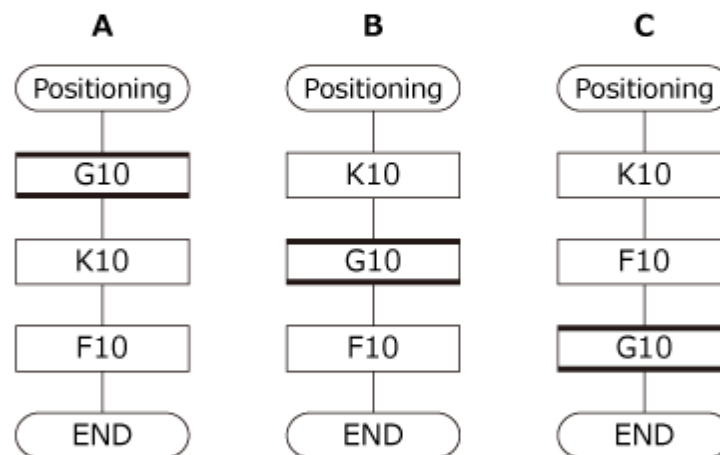 A B C
Positioning Positioning Positioning
G10 K10 K10
K10 G10 F10
F10 F10 G10
END END END